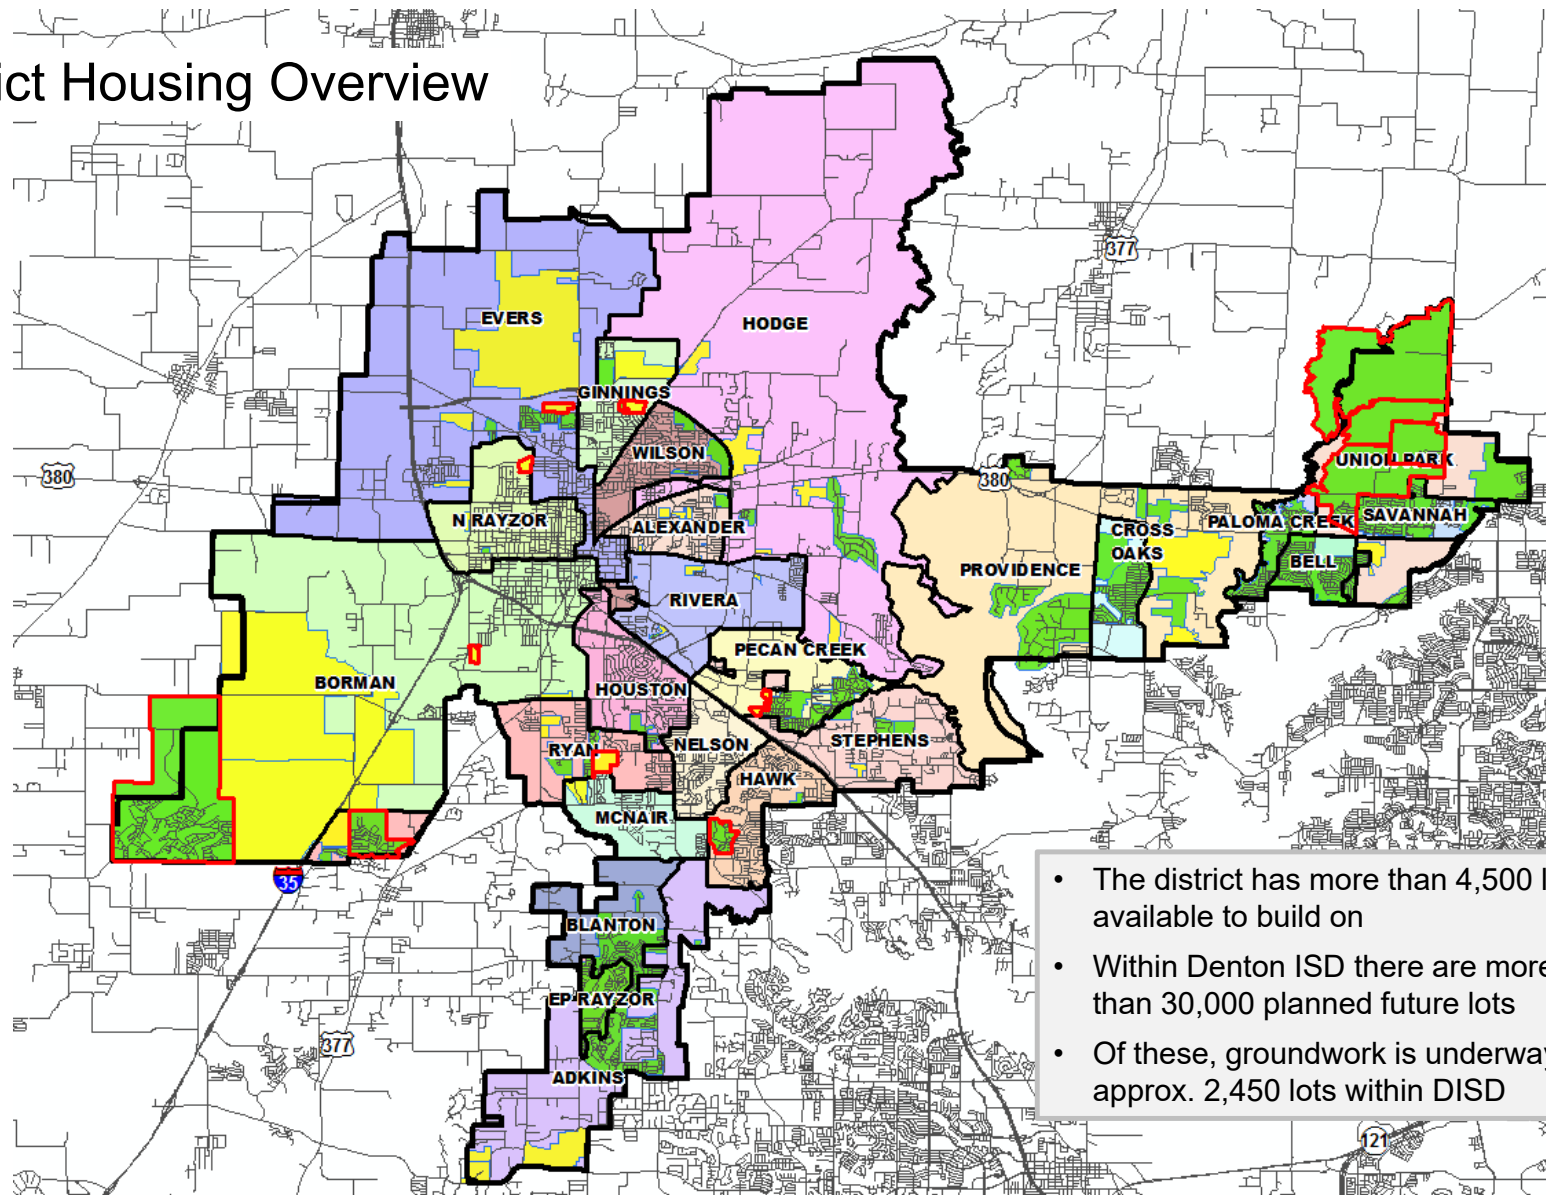 ict Housing Overview
377
EVERS
HODGE
GINNINGS
WILSON
UNION PARK
380
380
N RAYZOR
ALEXANDER
PALOMA CREEK
SAVANNAH
CROSS
OAKS
BELL
PROVIDENCE
RIVERA
PECAN CREEK
BORMAN
HOUSTON
RYAN
NELSON
STEPHENS
HAWK
MCNAIR
35
BLANTON
EP RAYZOR
377
ADKINS
• The district has more than 4,500
available to build on
• Within Denton ISD there are more
than 30,000 planned future lots
• Of these, groundwork is underway
approx. 2,450 lots within DISD
121